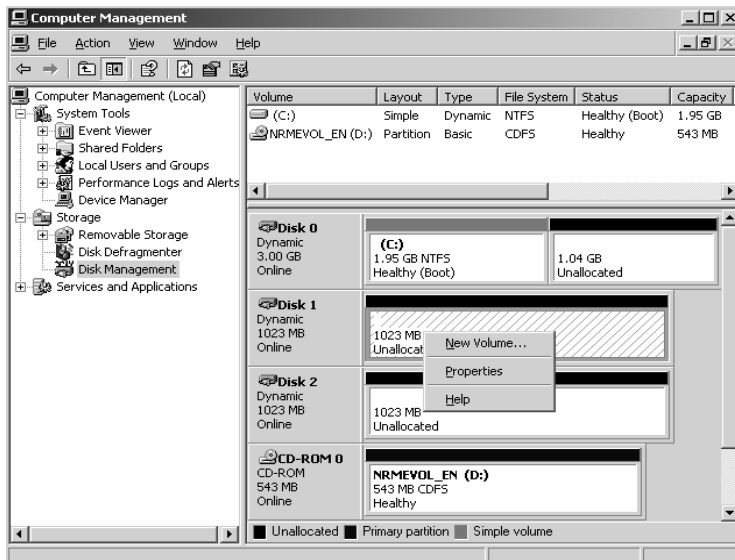 Computer Management
File Action View Window Help
Computer Management (Local)
System Tools
Event Viewer
Shared Folders
Local Users and Groups
Performance Logs and Alerts
Device Manager
Storage
Removable Storage
Disk Defragmenter
Disk Management
Services and Applications
Volume Layout Type File System Status Capacity
(C:) Simple Dynamic NTFS Healthy (Boot) 1.95 GB
NRMEVOL_EN (D:) Partition Basic CDFS Healthy 543 MB
Disk 0
Dynamic
3.00 GB
Online
(C:)
1.95 GB NTFS
Healthy (Boot)
1.04 GB
Unallocated
Disk 1
Dynamic
1023 MB
Online
1023 MB
Unallocat
New Volume...
Properties
Help
Disk 2
Dynamic
1023 MB
Online
1023 MB
Unallocated
CD-ROM 0
CD-ROM
543 MB
Online
NRMEVOL_EN (D:)
543 MB CDFS
Healthy
Unallocated Primary partition Simple volume